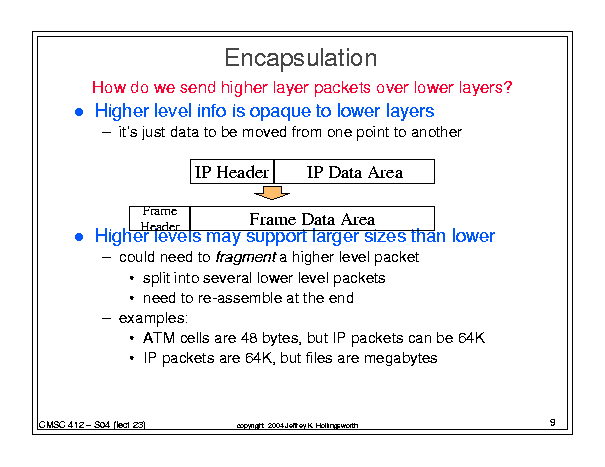 Encapsulation
How do we send higher layer packets over lower layers?
● Higher level info is opaque to lower layers
– it's just data to be moved from one point to another
IP Header IP Data Area
Frame Header Frame Data Area
● Higher levels may support larger sizes than lower
– could need to fragment a higher level packet
• split into several lower level packets
• need to re-assemble at the end
– examples:
• ATM cells are 48 bytes, but IP packets can be 64K
• IP packets are 64K, but files are megabytes
CMSC 412 – S04 (lect 23) copyright 2004 Jeffrey K. Hollingsworth 9